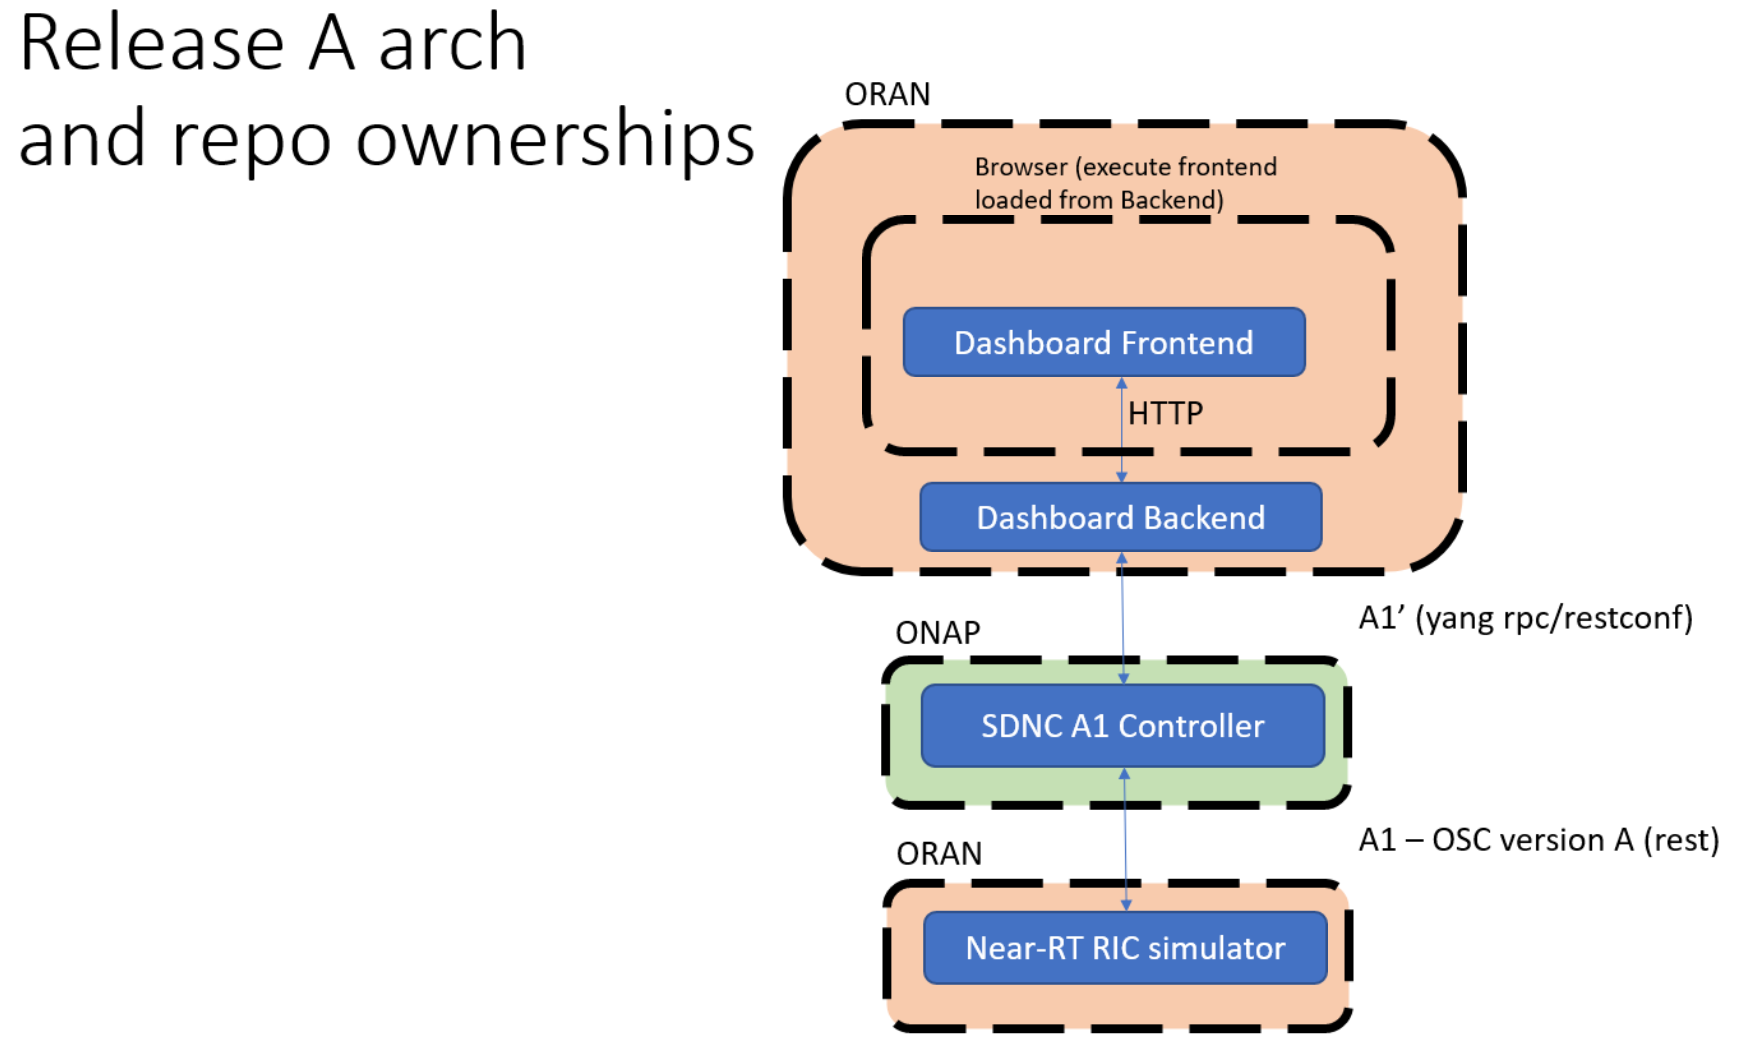 Release A arch
and repo ownerships
ORAN
Browser (execute frontend
loaded from Backend)
Dashboard Frontend
HTTP
Dashboard Backend
A1’ (yang rpc/restconf)
ONAP
SDNC A1 Controller
A1 – OSC version A (rest)
ORAN
Near-RT RIC simulator